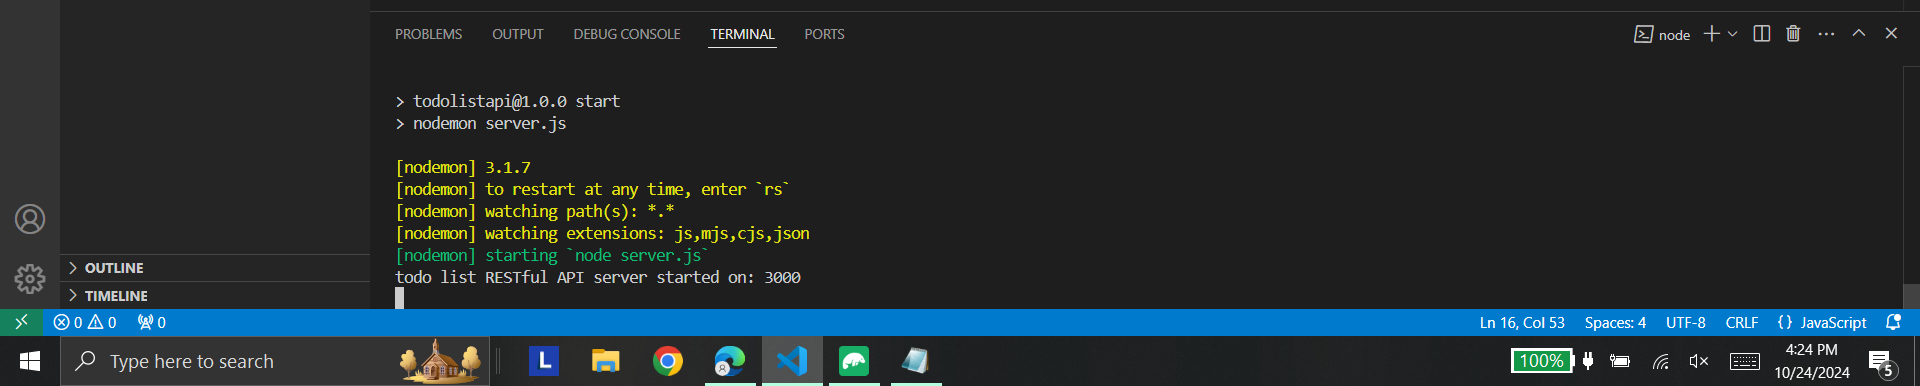 PROBLEMS OUTPUT DEBUG CONSOLE TERMINAL PORTS
node
> todolistapi@1.0.0 start
> nodemon server.js
[nodemon] 3.1.7
[nodemon] to restart at any time, enter `rs`
[nodemon] watching path(s): *.*
[nodemon] watching extensions: js,mjs,cjs,json
[nodemon] starting `node server.js`
todo list RESTful API server started on: 3000
OUTLINE
TIMELINE
0 0 0
Ln 16, Col 53 Spaces: 4 UTF-8 CRLF {} JavaScript
Type here to search
L
100%
4:24 PM
10/24/2024
5